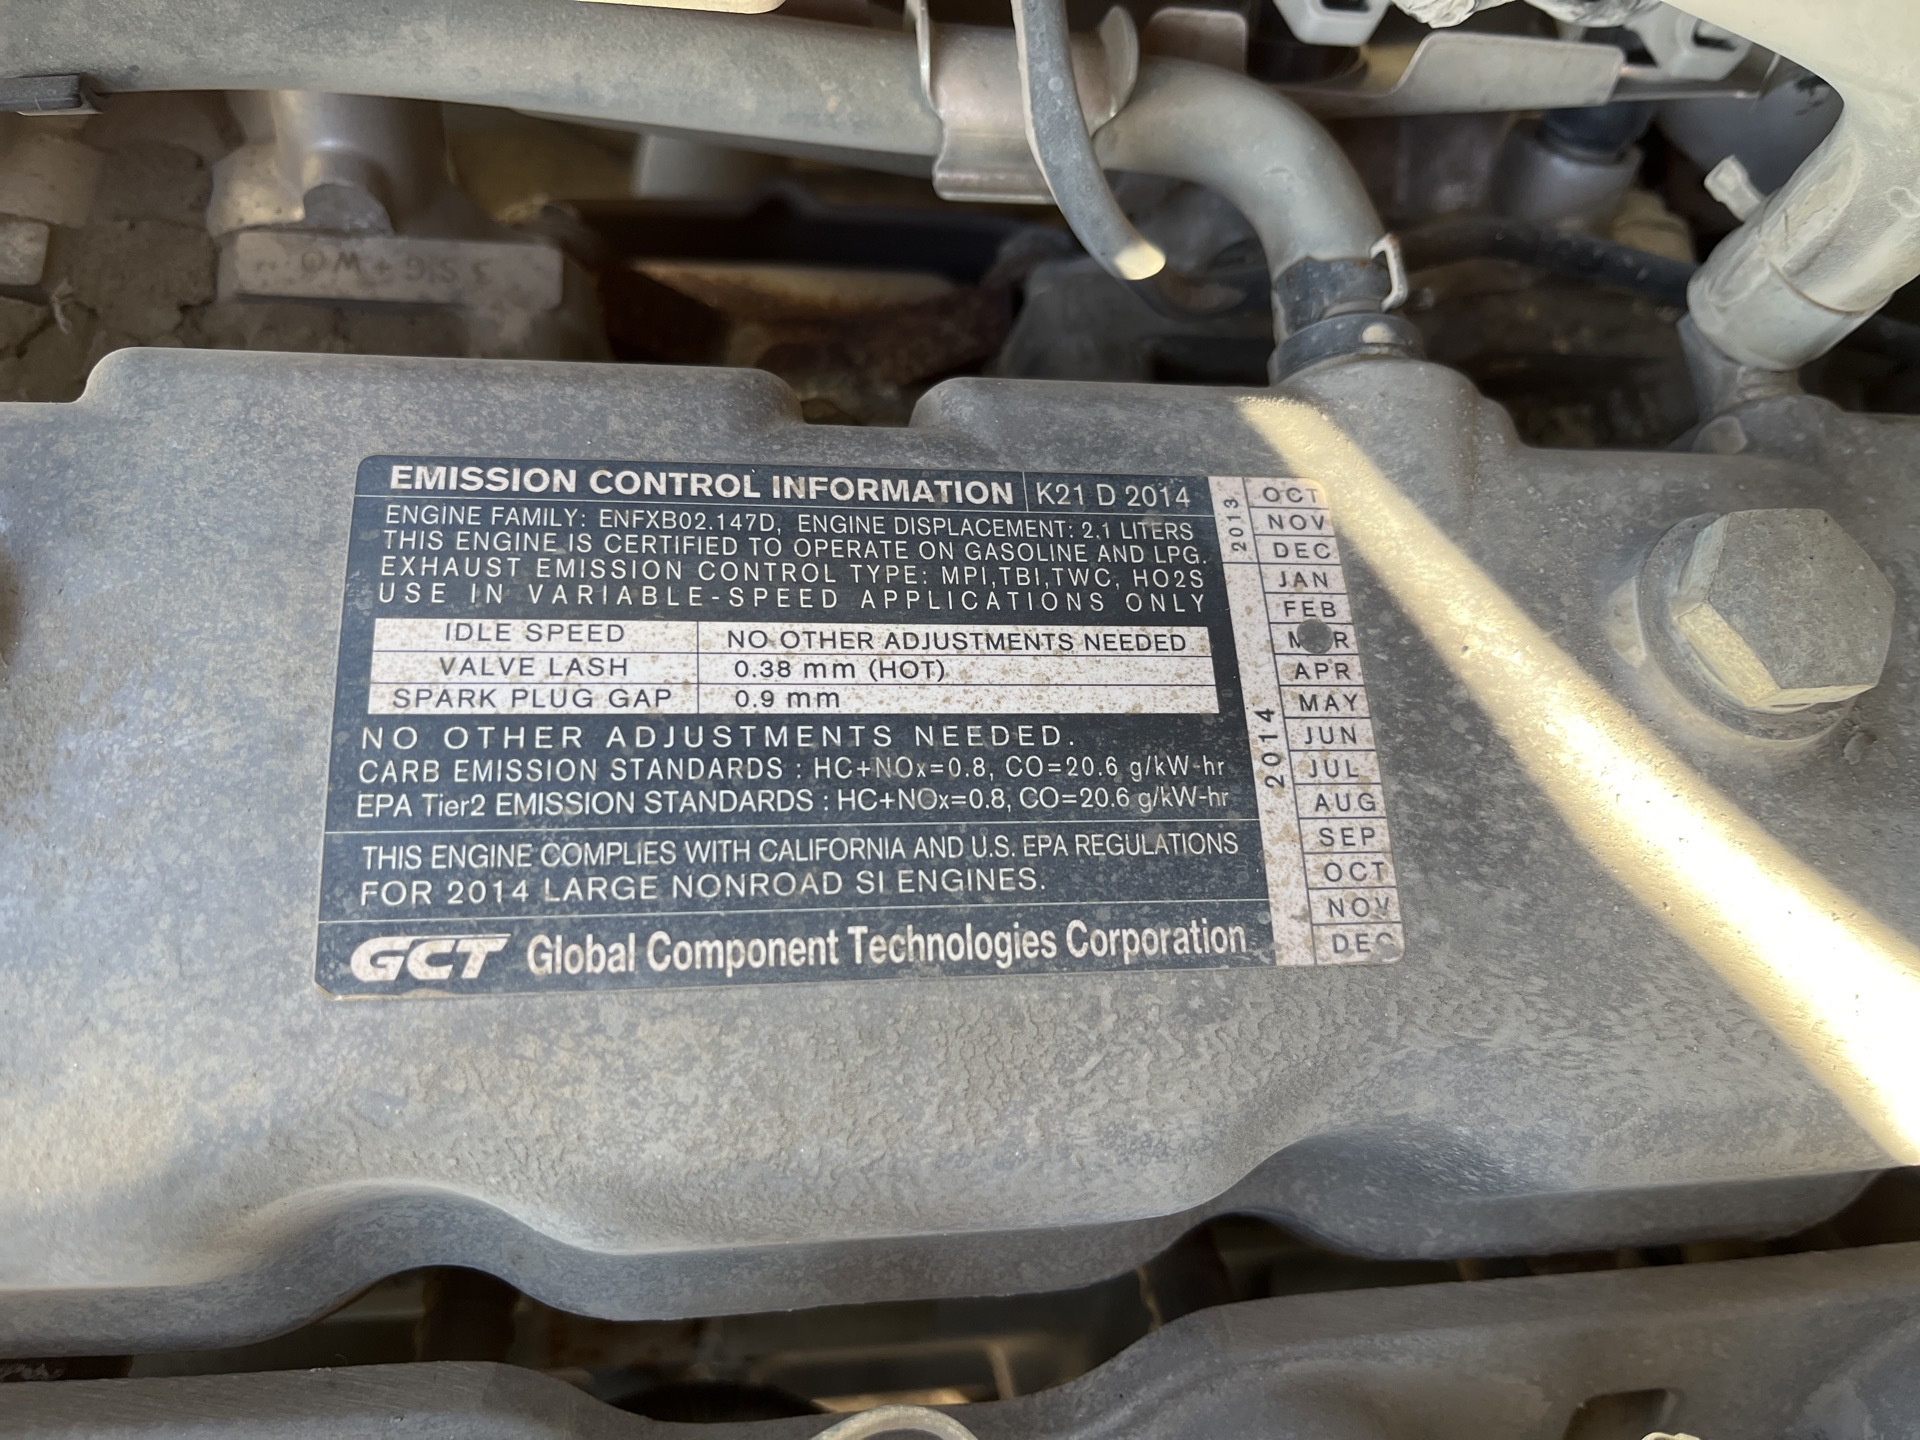 EMISSION CONTROL INFORMATION K21 D 2014
ENGINE FAMILY: ENFXB02.147D, ENGINE DISPLACEMENT: 2.1 LITERS
THIS ENGINE IS CERTIFIED TO OPERATE ON GASOLINE AND LPG.
EXHAUST EMISSION CONTROL TYPE: MPI,TBI,TWC, HO2S
USE IN VARIABLE-SPEED APPLICATIONS ONLY
IDLE SPEED NO OTHER ADJUSTMENTS NEEDED
VALVE LASH 0.38 mm (HOT)
SPARK PLUG GAP 0.9 mm
NO OTHER ADJUSTMENTS NEEDED.
CARB EMISSION STANDARDS : HC+NOx=0.8, CO=20.6 g/kW-hr
EPA Tier2 EMISSION STANDARDS : HC+NOx=0.8, CO=20.6 g/kW-hr
THIS ENGINE COMPLIES WITH CALIFORNIA AND U.S. EPA REGULATIONS
FOR 2014 LARGE NONROAD SI ENGINES.
GCT Global Component Technologies Corporation
2013
OCT
NOV
DEC
2014
JAN
FEB
MAR
APR
MAY
JUN
JUL
AUG
SEP
OCT
NOV
DEC